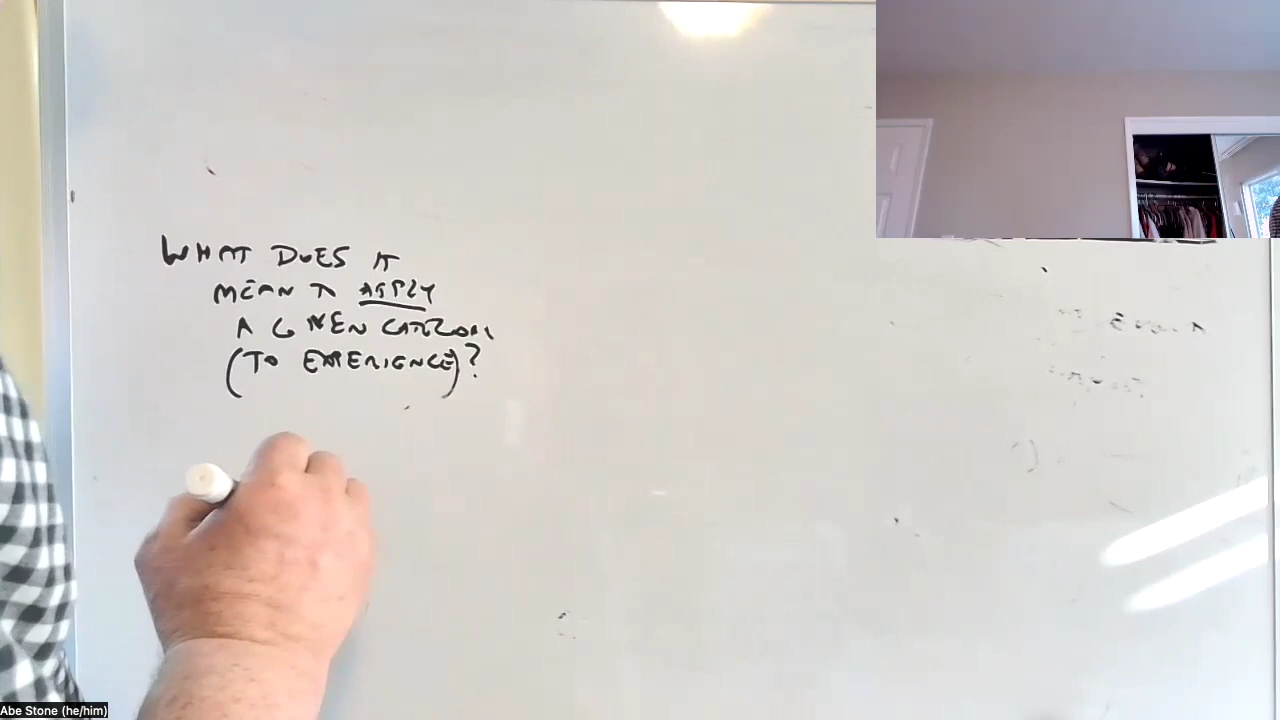 WHAT DOES IT
MEAN TO APPLY
A GIVEN CATEGORY
(TO EXPERIENCE)?
Abe Stone (he/him)